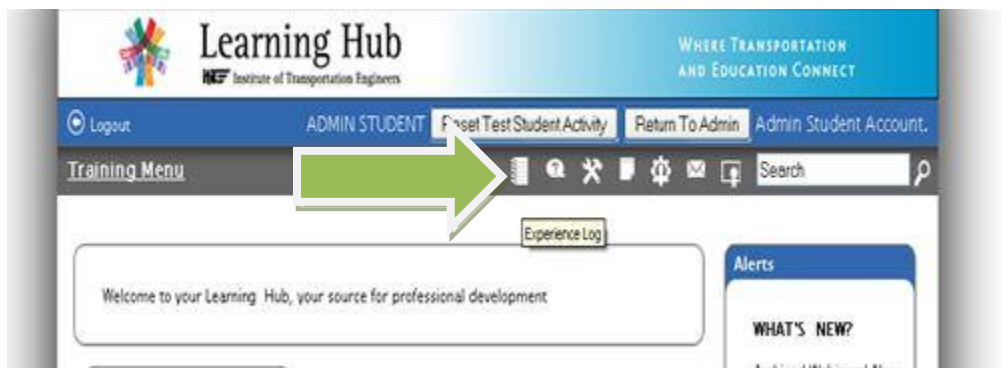 Learning Hub
Institute of Transportation Engineers
WHERE TRANSPORTATION
AND EDUCATION CONNECT
Logout
ADMIN STUDENT
Reset Test Student Activity
Return To Admin
Admin Student Account.
Training Menu
Search
Experience Log
Alerts
Welcome to your Learning Hub, your source for professional development
WHAT'S NEW?